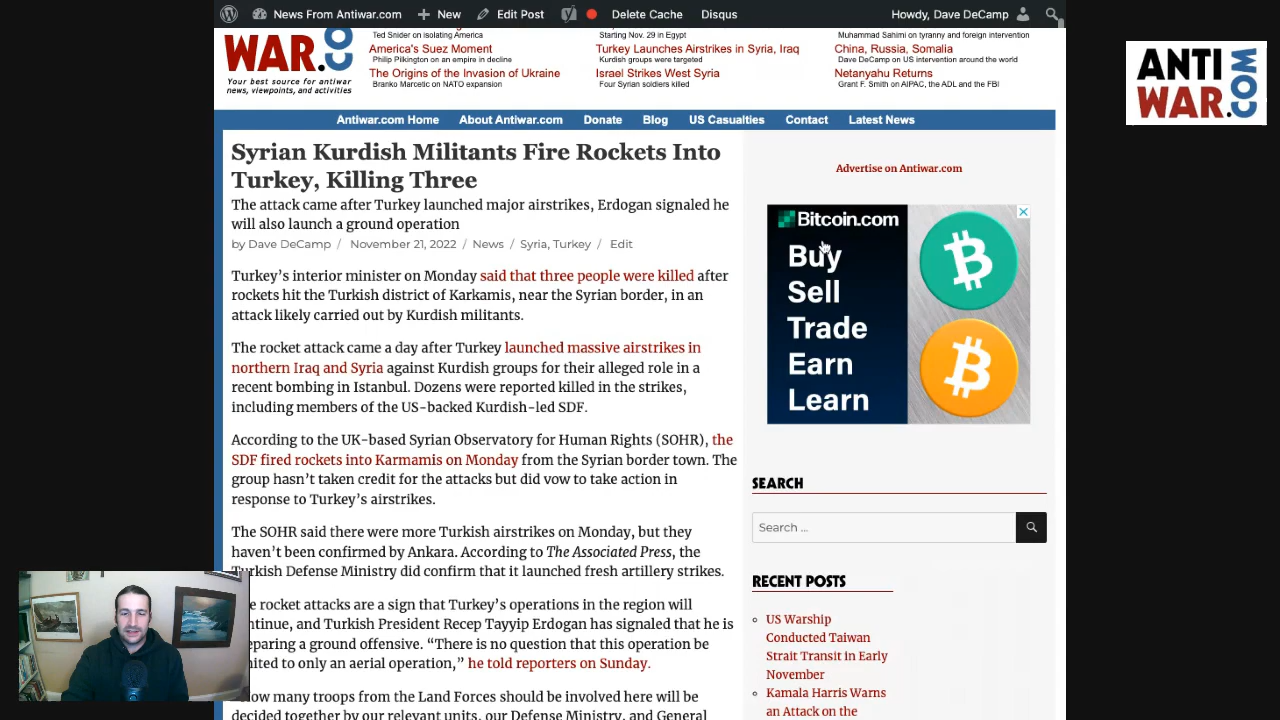 News From Antiwar.com
New
Edit Post
Delete Cache
Disqus
Howdy, Dave DeCamp
WAR.CO
Your best source for antiwar
news, viewpoints, and activities
Ted Snider on isolating America
America's Suez Moment
Philip Pilkington on an empire in decline
The Origins of the Invasion of Ukraine
Branko Marcetic on NATO expansion
Starting Nov. 29 in Egypt
Turkey Launches Airstrikes in Syria, Iraq
Kurdish groups were targeted
Israel Strikes West Syria
Four Syrian soldiers killed
Muhammad Sahimi on tyranny and foreign intervention
China, Russia, Somalia
Dave DeCamp on US intervention around the world
Netanyahu Returns
Grant F. Smith on AIPAC, the ADL and the FBI
ANTI
WAR.COM
Antiwar.com Home
About Antiwar.com
Donate
Blog
US Casualties
Contact
Latest News
Syrian Kurdish Militants Fire Rockets Into
Turkey, Killing Three
The attack came after Turkey launched major airstrikes, Erdogan signaled he
will also launch a ground operation
by Dave DeCamp / November 21, 2022 / News / Syria, Turkey / Edit
Turkey's interior minister on Monday said that three people were killed after
rockets hit the Turkish district of Karkamis, near the Syrian border, in an
attack likely carried out by Kurdish militants.
The rocket attack came a day after Turkey launched massive airstrikes in
northern Iraq and Syria against Kurdish groups for their alleged role in a
recent bombing in Istanbul. Dozens were reported killed in the strikes,
including members of the US-backed Kurdish-led SDF.
According to the UK-based Syrian Observatory for Human Rights (SOHR), the
SDF fired rockets into Karmamis on Monday from the Syrian border town. The
group hasn't taken credit for the attacks but did vow to take action in
response to Turkey's airstrikes.
The SOHR said there were more Turkish airstrikes on Monday, but they
haven't been confirmed by Ankara. According to The Associated Press, the
Turkish Defense Ministry did confirm that it launched fresh artillery strikes.
rocket attacks are a sign that Turkey's operations in the region will
and Turkish President Recep Tayyip Erdogan has signaled that he is
a ground offensive. "There is no question that this operation be
to only an aerial operation," he told reporters on Sunday.
many troops from the Land Forces should be involved here will be
decided together by our relevant units, our Defense Ministry, and General
Advertise on Antiwar.com
Bitcoin.com
Buy
Sell
Trade
Earn
Learn
SEARCH
Search ...
RECENT POSTS
US Warship
Conducted Taiwan
Strait Transit in Early
November
Kamala Harris Warns
an Attack on the